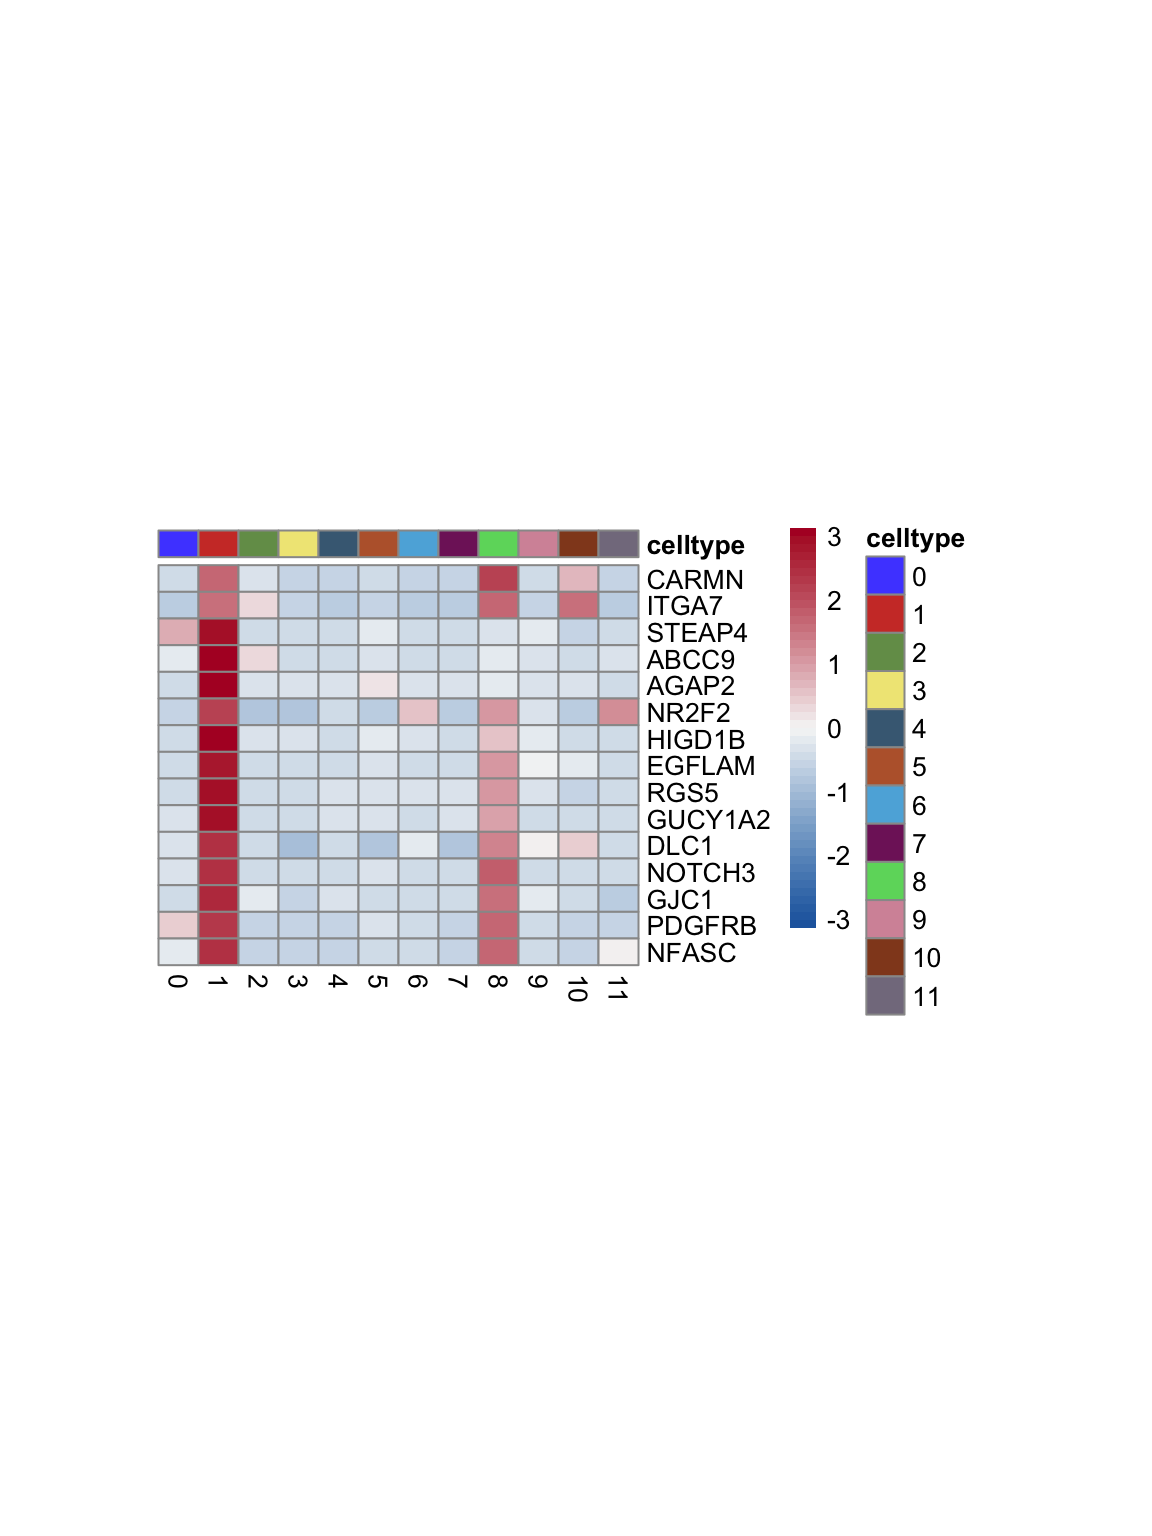 celltype
CARMN
ITGA7
STEAP4
ABCC9
AGAP2
NR2F2
HIGD1B
EGFLAM
RGS5
GUCY1A2
DLC1
NOTCH3
GJC1
PDGFRB
NFASC
0 1 2 3 4 5 6 7 8 9 10 11
3
2
1
0
-1
-2
-3
celltype
0
1
2
3
4
5
6
7
8
9
10
11